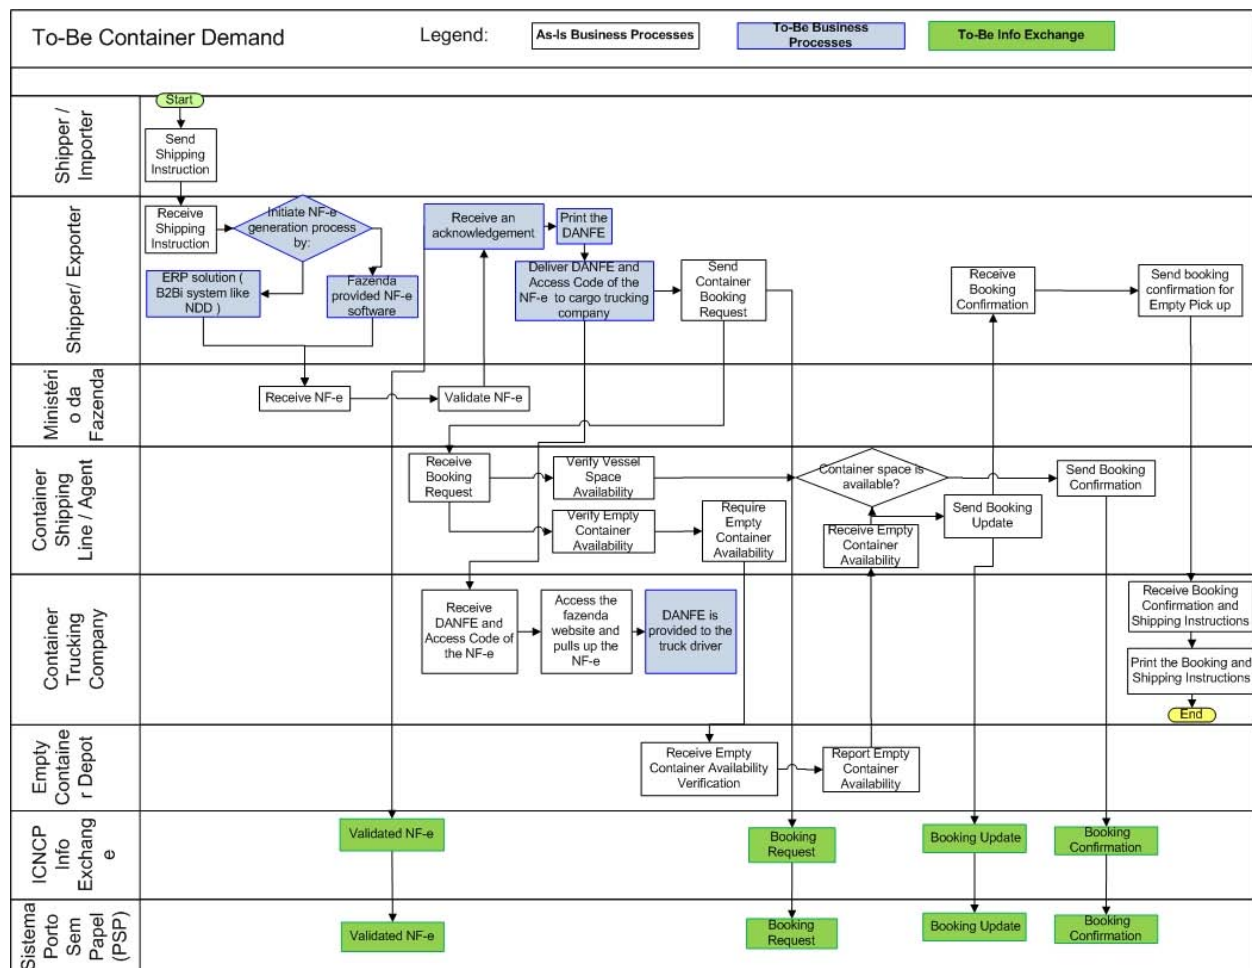 To-Be Container Demand
Legend:
As-Is Business Processes
To-Be Business
Processes
To-Be Info Exchange
Shipper /
Importer
Start
Send
Shipping
Instruction
Shipper/ Exporter
Receive
Shipping
Instruction
Initiate NF-e
generation process
by:
ERP solution (
B2Bi system like
NDD )
Fazenda
provided NF-e
software
Receive an
acknowledgement
Print the
DANFE
Deliver DANFE and
Access Code of the
NF-e to cargo trucking
company
Send
Container
Booking
Request
Receive
Booking
Confirmation
Send booking
confirmation for
Empty Pick up
Ministéri
o da
Fazenda
Receive NF-e
Validate NF-e
Container
Shipping
Line / Agent
Receive
Booking
Request
Verify Vessel
Space
Availability
Verify Empty
Container
Availability
Require
Empty
Container
Availability
Container space is
available?
Receive Empty
Container
Availability
Send Booking
Update
Send Booking
Confirmation
Container
Trucking
Company
Receive
DANFE and
Access Code of
the NF-e
Access the
fazenda
website and
pulls up the
NF-e
DANFE is
provided to the
truck driver
Receive Booking
Confirmation and
Shipping Instructions
Print the Booking and
Shipping Instructions
End
Empty
Containe
r Depot
Receive Empty
Container Availability
Verification
Report Empty
Container
Availability
ICNCP
Info
Exchang
e
Validated NF-e
Booking
Request
Booking Update
Booking
Confirmation
Sistema
Porto
Sem
Papel
(PSP)
Validated NF-e
Booking
Request
Booking Update
Booking
Confirmation